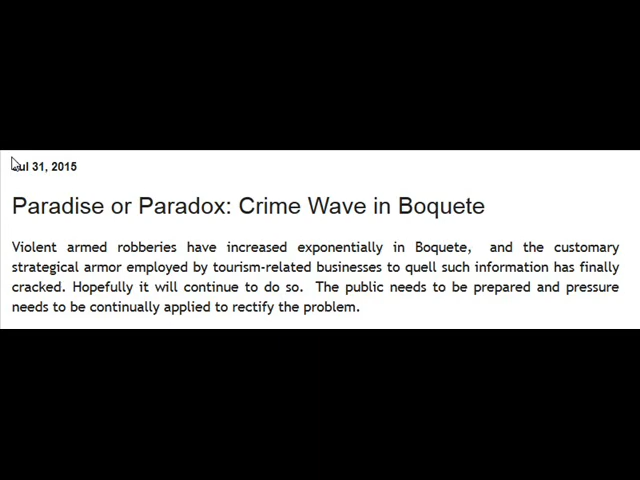 Jul 31, 2015
Paradise or Paradox: Crime Wave in Boquete
Violent armed robberies have increased exponentially in Boquete, and the customary
strategical armor employed by tourism-related businesses to quell such information has finally
cracked. Hopefully it will continue to do so. The public needs to be prepared and pressure
needs to be continually applied to rectify the problem.